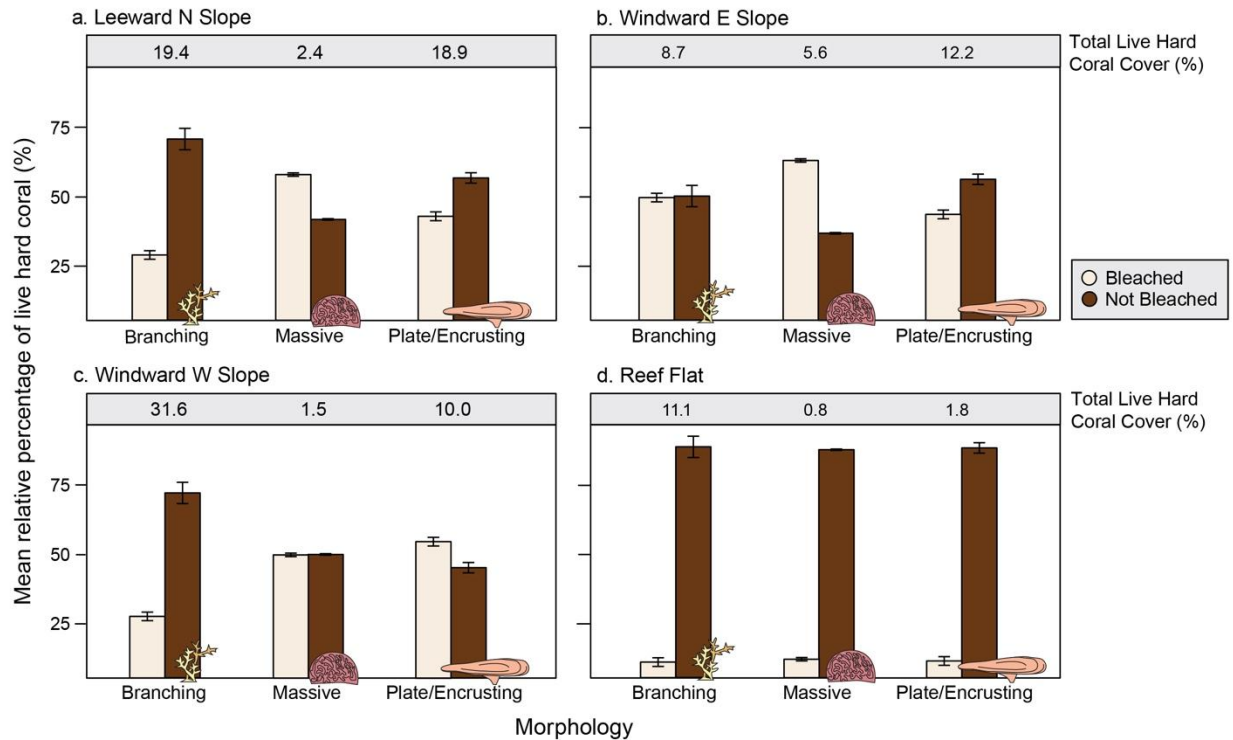 a. Leeward N Slope
b. Windward E Slope
19.4 2.4 18.9
8.7 5.6 12.2
Total Live Hard
Coral Cover (%)
75
50
25
Branching Massive Plate/Encrusting
Branching Massive Plate/Encrusting
Bleached
Not Bleached
Mean relative percentage of live hard coral (%)
c. Windward W Slope
d. Reef Flat
31.6 1.5 10.0
11.1 0.8 1.8
Total Live Hard
Coral Cover (%)
75
50
25
Branching Massive Plate/Encrusting
Branching Massive Plate/Encrusting
Morphology